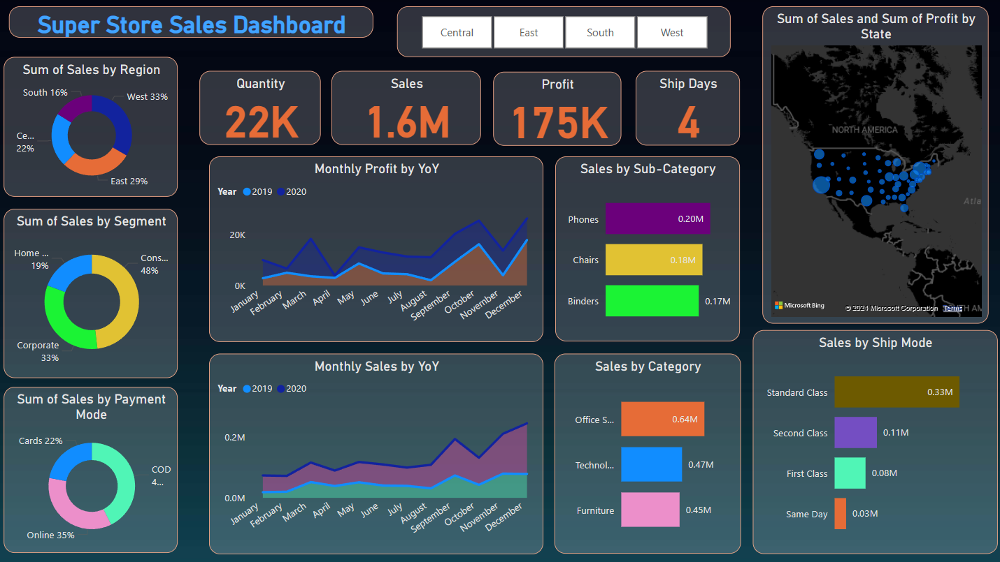 Super Store Sales Dashboard
Central
East
South
West
Sum of Sales and Sum of Profit by
State
NORTH AMERICA
Atla
Microsoft Bing
© 2024 Microsoft Corporation
Terms
Sum of Sales by Region
South 16%
West 33%
Ce...
22%
East 29%
Quantity
22K
Sales
1.6M
Profit
175K
Ship Days
4
Monthly Profit by YoY
Year
2019
2020
20K
0K
January
February
March
April
May
June
July
August
September
October
November
December
Sales by Sub-Category
Phones
0.20M
Chairs
0.18M
Binders
0.17M
Sum of Sales by Segment
Home ...
19%
Cons...
48%
Corporate
33%
Sum of Sales by Payment
Mode
Cards 22%
COD
4...
Online 35%
Monthly Sales by YoY
Year
2019
2020
0.2M
0.0M
January
February
March
April
May
June
July
August
September
October
November
December
Sales by Category
Office S...
0.64M
Technol...
0.47M
Furniture
0.45M
Sales by Ship Mode
Standard Class
0.33M
Second Class
0.11M
First Class
0.08M
Same Day
0.03M